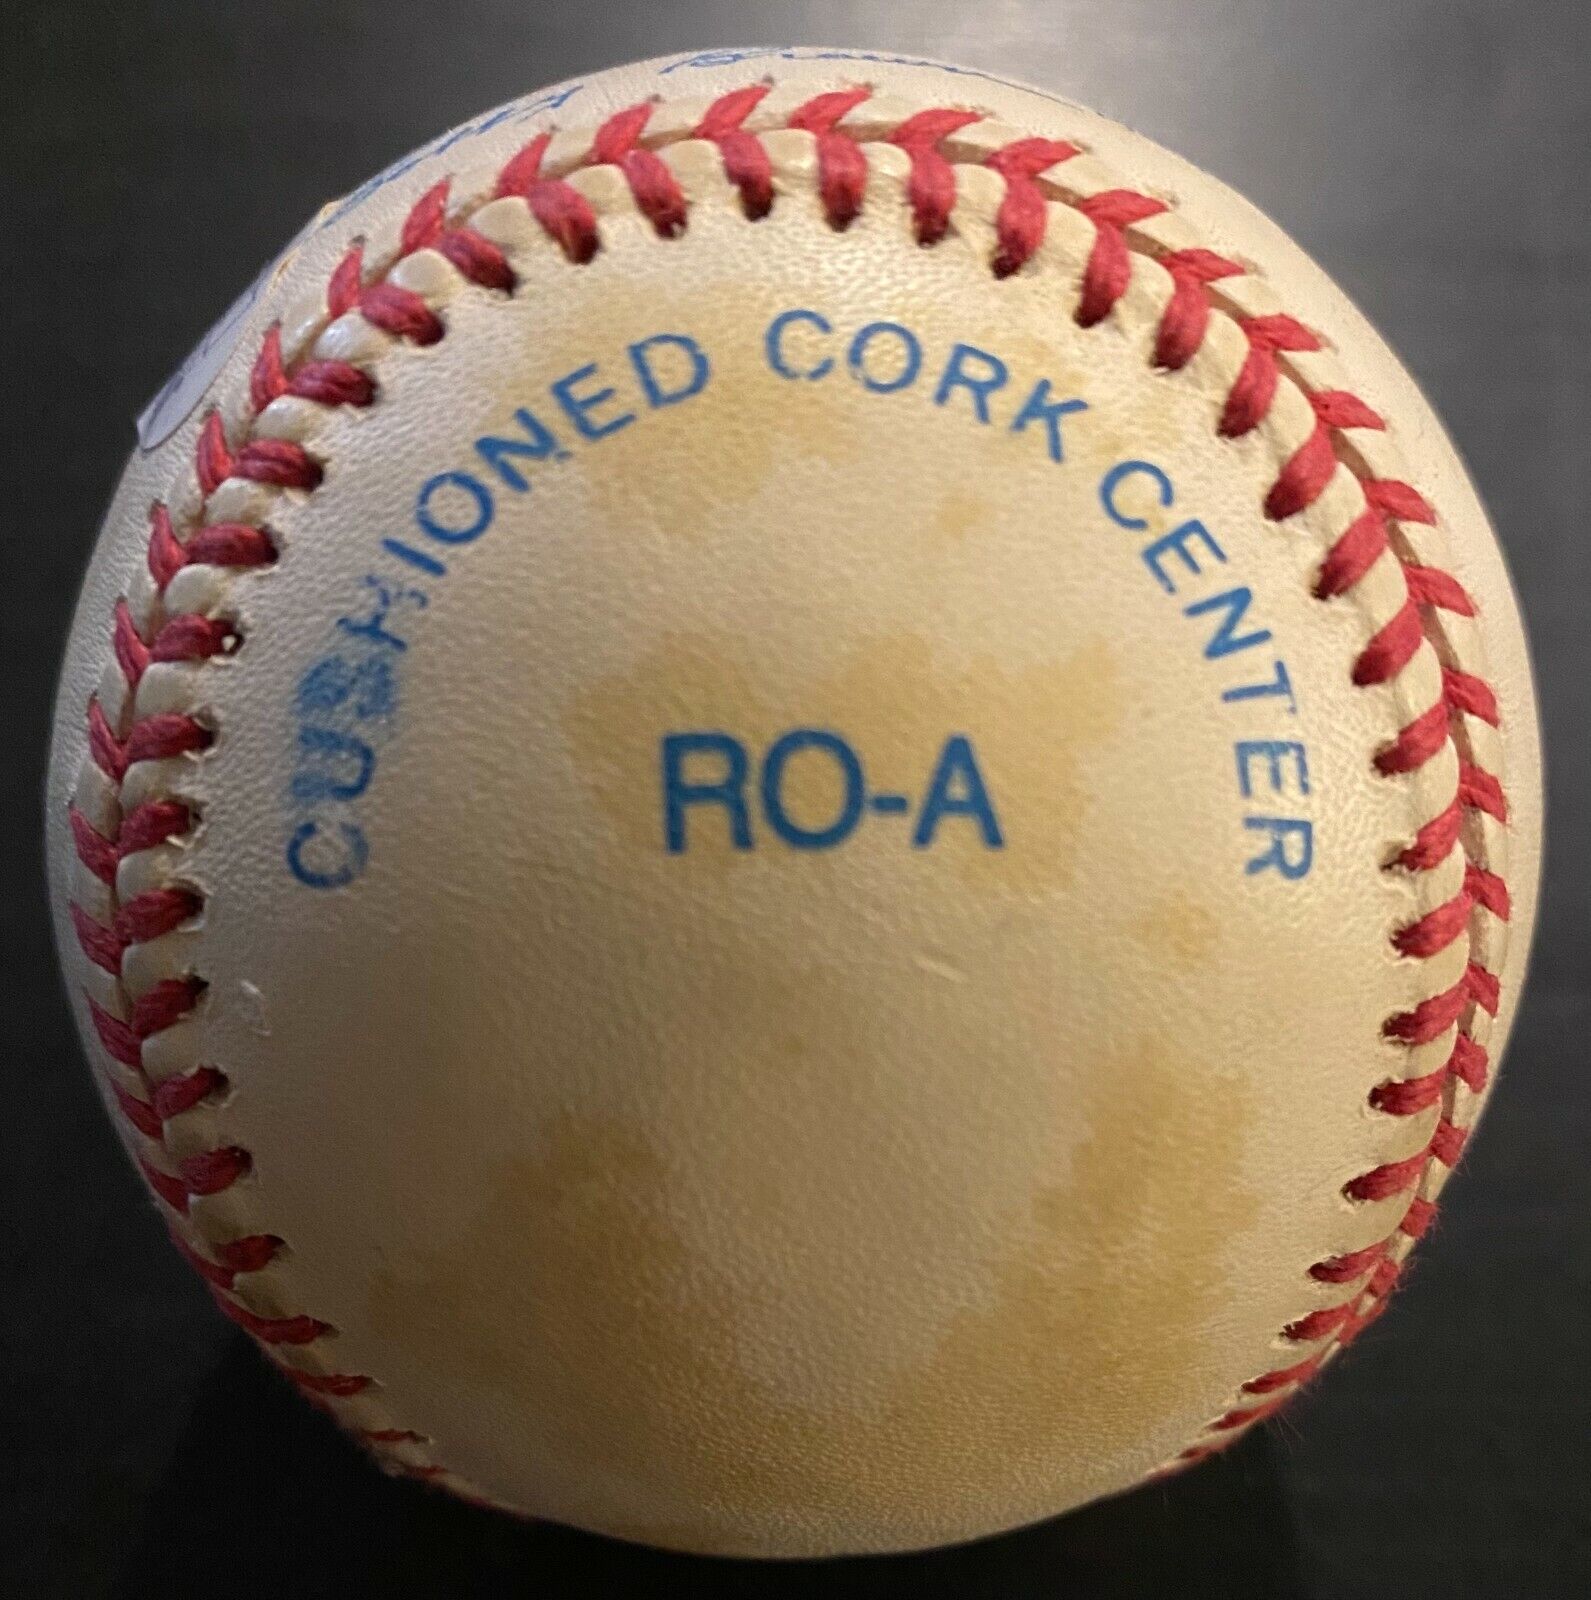 CUSHIONED CORK CENTER
RO-A